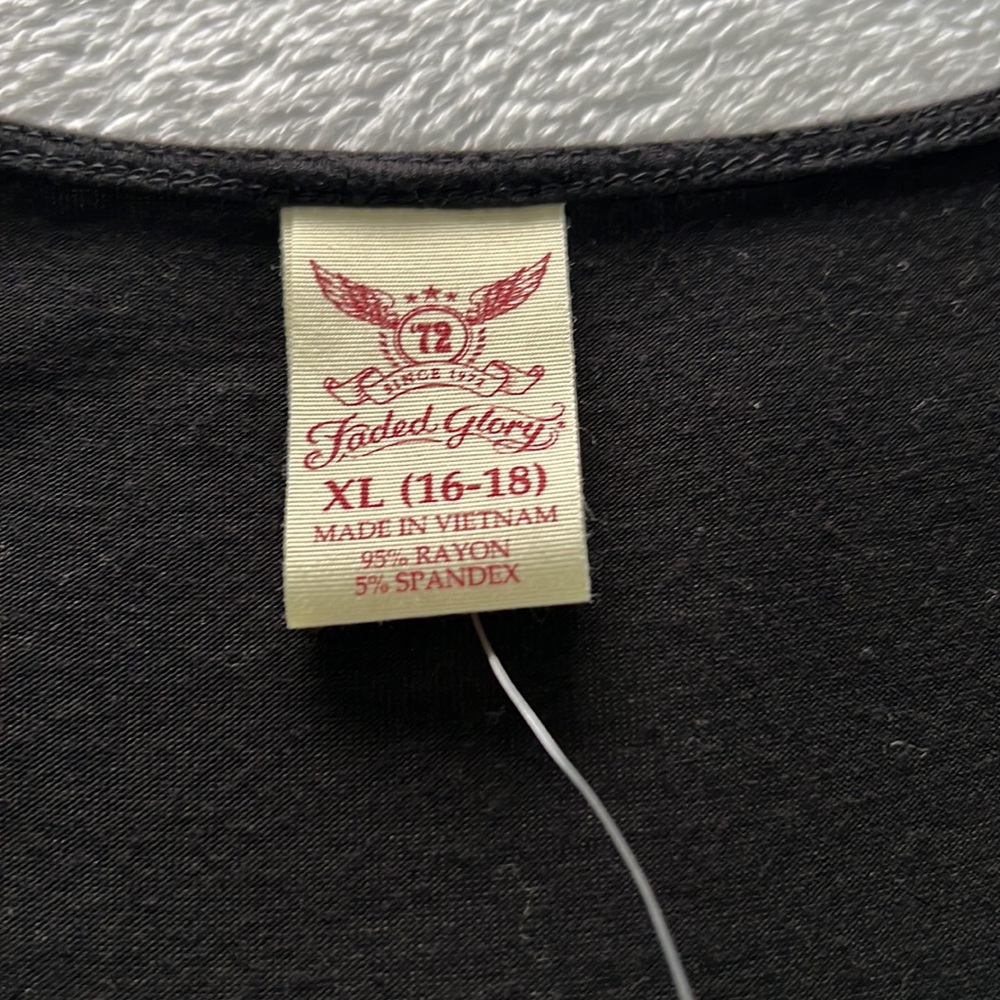 '72
SINCE 1972
Faded Glory
XL (16-18)
MADE IN VIETNAM
95% RAYON
5% SPANDEX